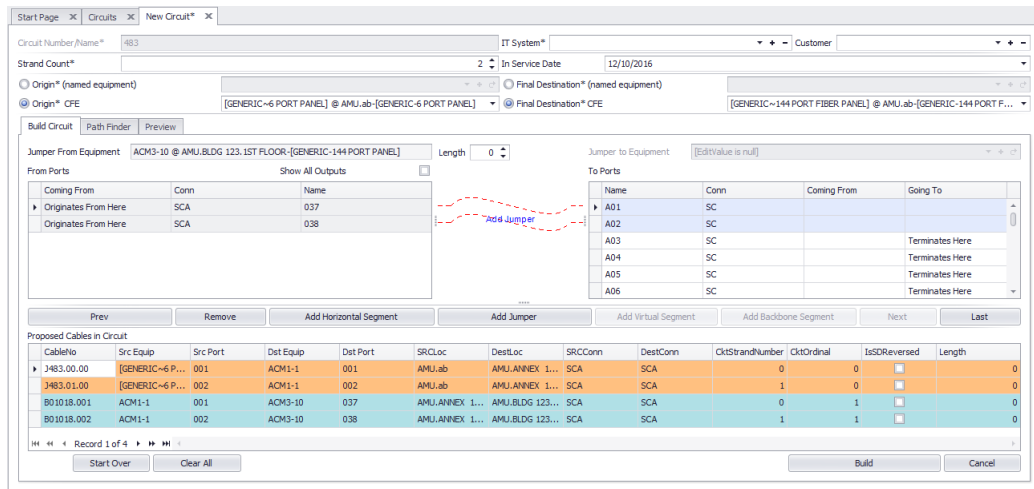 Start Page Circuits New Circuit*
Circuit Number/Name* 483 IT System* Customer
Strand Count* 2 In Service Date 12/10/2016
Origin* (named equipment) Final Destination* (named equipment)
Origin* CFE [GENERIC~6 PORT PANEL] @ AMU.ab-[GENERIC-6 PORT PANEL] Final Destination* CFE [GENERIC~144 PORT FIBER PANEL] @ AMU.ab-[GENERIC-144 PORT F...
Build Circuit Path Finder Preview
Jumper From Equipment ACM3-10 @ AMU.BLDG 123.1ST FLOOR-[GENERIC-144 PORT PANEL] Length 0 Jumper to Equipment [EditValue is null]
From Ports Show All Outputs To Ports
Coming From Conn Name Name Conn Coming From Going To
Originates From Here SCA 037 A01 SC
Originates From Here SCA 038 Add Jumper A02 SC
A03 SC Terminates Here
A04 SC Terminates Here
A05 SC Terminates Here
A06 SC Terminates Here
Prev Remove Add Horizontal Segment Add Jumper Add Virtual Segment Add Backbone Segment Next Last
Proposed Cables in Circuit
CableNo Src Equip Src Port Dst Equip Dst Port SRCLoc DestLoc SRCConn DestConn CktStrandNumber CktOrdinal IsSDReversed Length
J483.00.00 [GENERIC~6 P... 001 ACM1-1 001 AMU.ab AMU.ANNEX 1... SCA SCA 0 0 0
J483.01.00 [GENERIC~6 P... 002 ACM1-1 002 AMU.ab AMU.ANNEX 1... SCA SCA 1 0 0
B01018.001 ACM1-1 001 ACM3-10 037 AMU.ANNEX 1... AMU.BLDG 123... SCA SCA 0 1 0
B01018.002 ACM1-1 002 ACM3-10 038 AMU.ANNEX 1... AMU.BLDG 123... SCA SCA 1 1 0
Record 1 of 4
Start Over Clear All Build Cancel